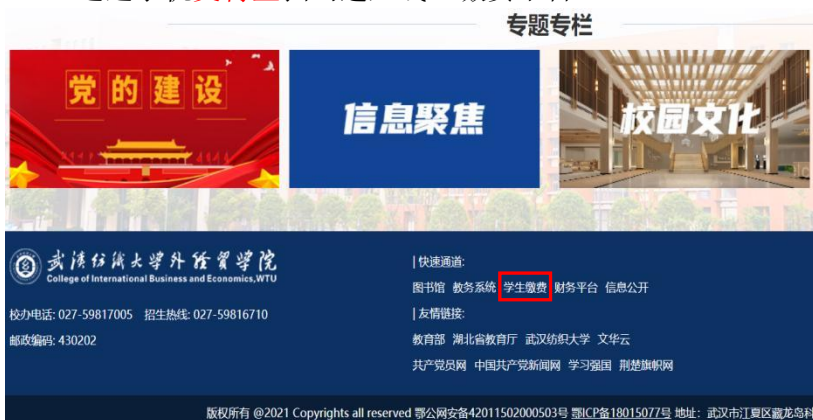 专题专栏
党的建设
信息聚焦
校园文化
武汉纺织大学外经贸学院
College of International Business and Economics,WTU
校办电话: 027-59817005 招生热线: 027-59816710
邮政编码: 430202
|快速通道:
图书馆 教务系统 学生缴费 财务平台 信息公开
|友情链接:
教育部 湖北省教育厅 武汉纺织大学 文华云
共产党员网 中国共产党新闻网 学习强国 荆楚旗帜网
版权所有 @2021 Copyrights all reserved 鄂公网安备42011502000503号 鄂ICP备18015077号 地址: 武汉市江夏区藏龙岛科